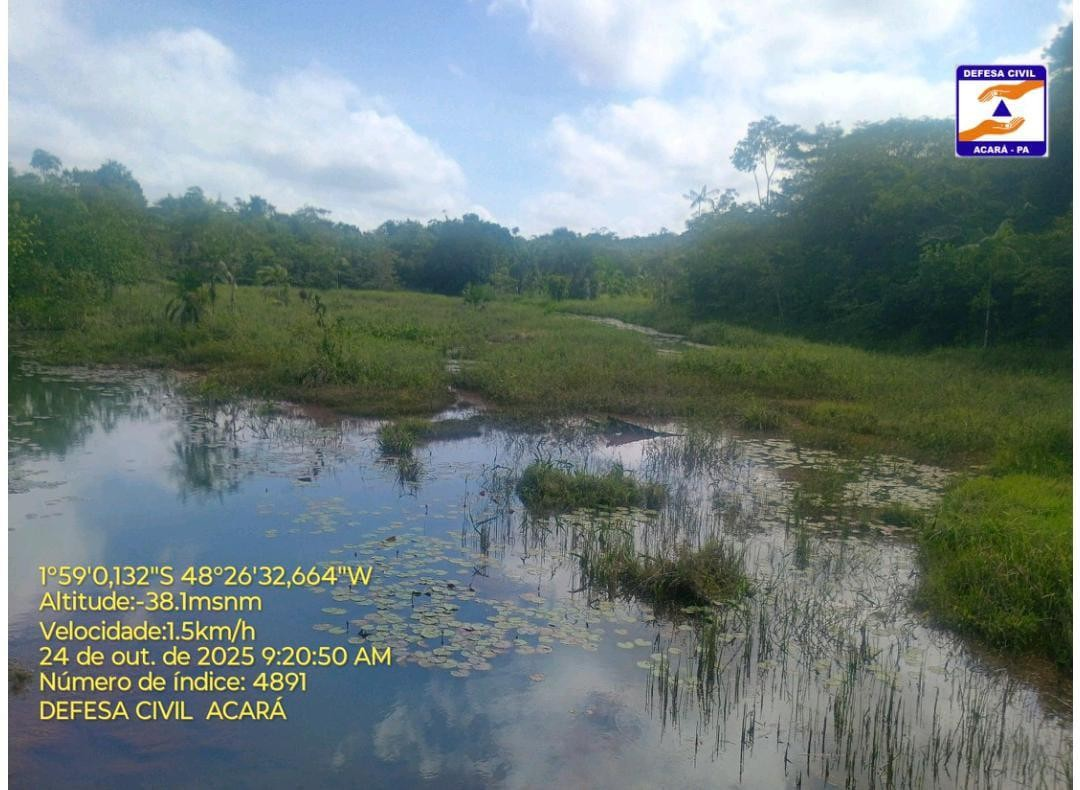 DEFESA CIVIL
ACARÁ - PA
1°59'0,132"S 48°26'32,664"W
Altitude:-38.1msnm
Velocidade:1.5km/h
24 de out. de 2025 9:20:50 AM
Número de índice: 4891
DEFESA CIVIL  ACARÁ